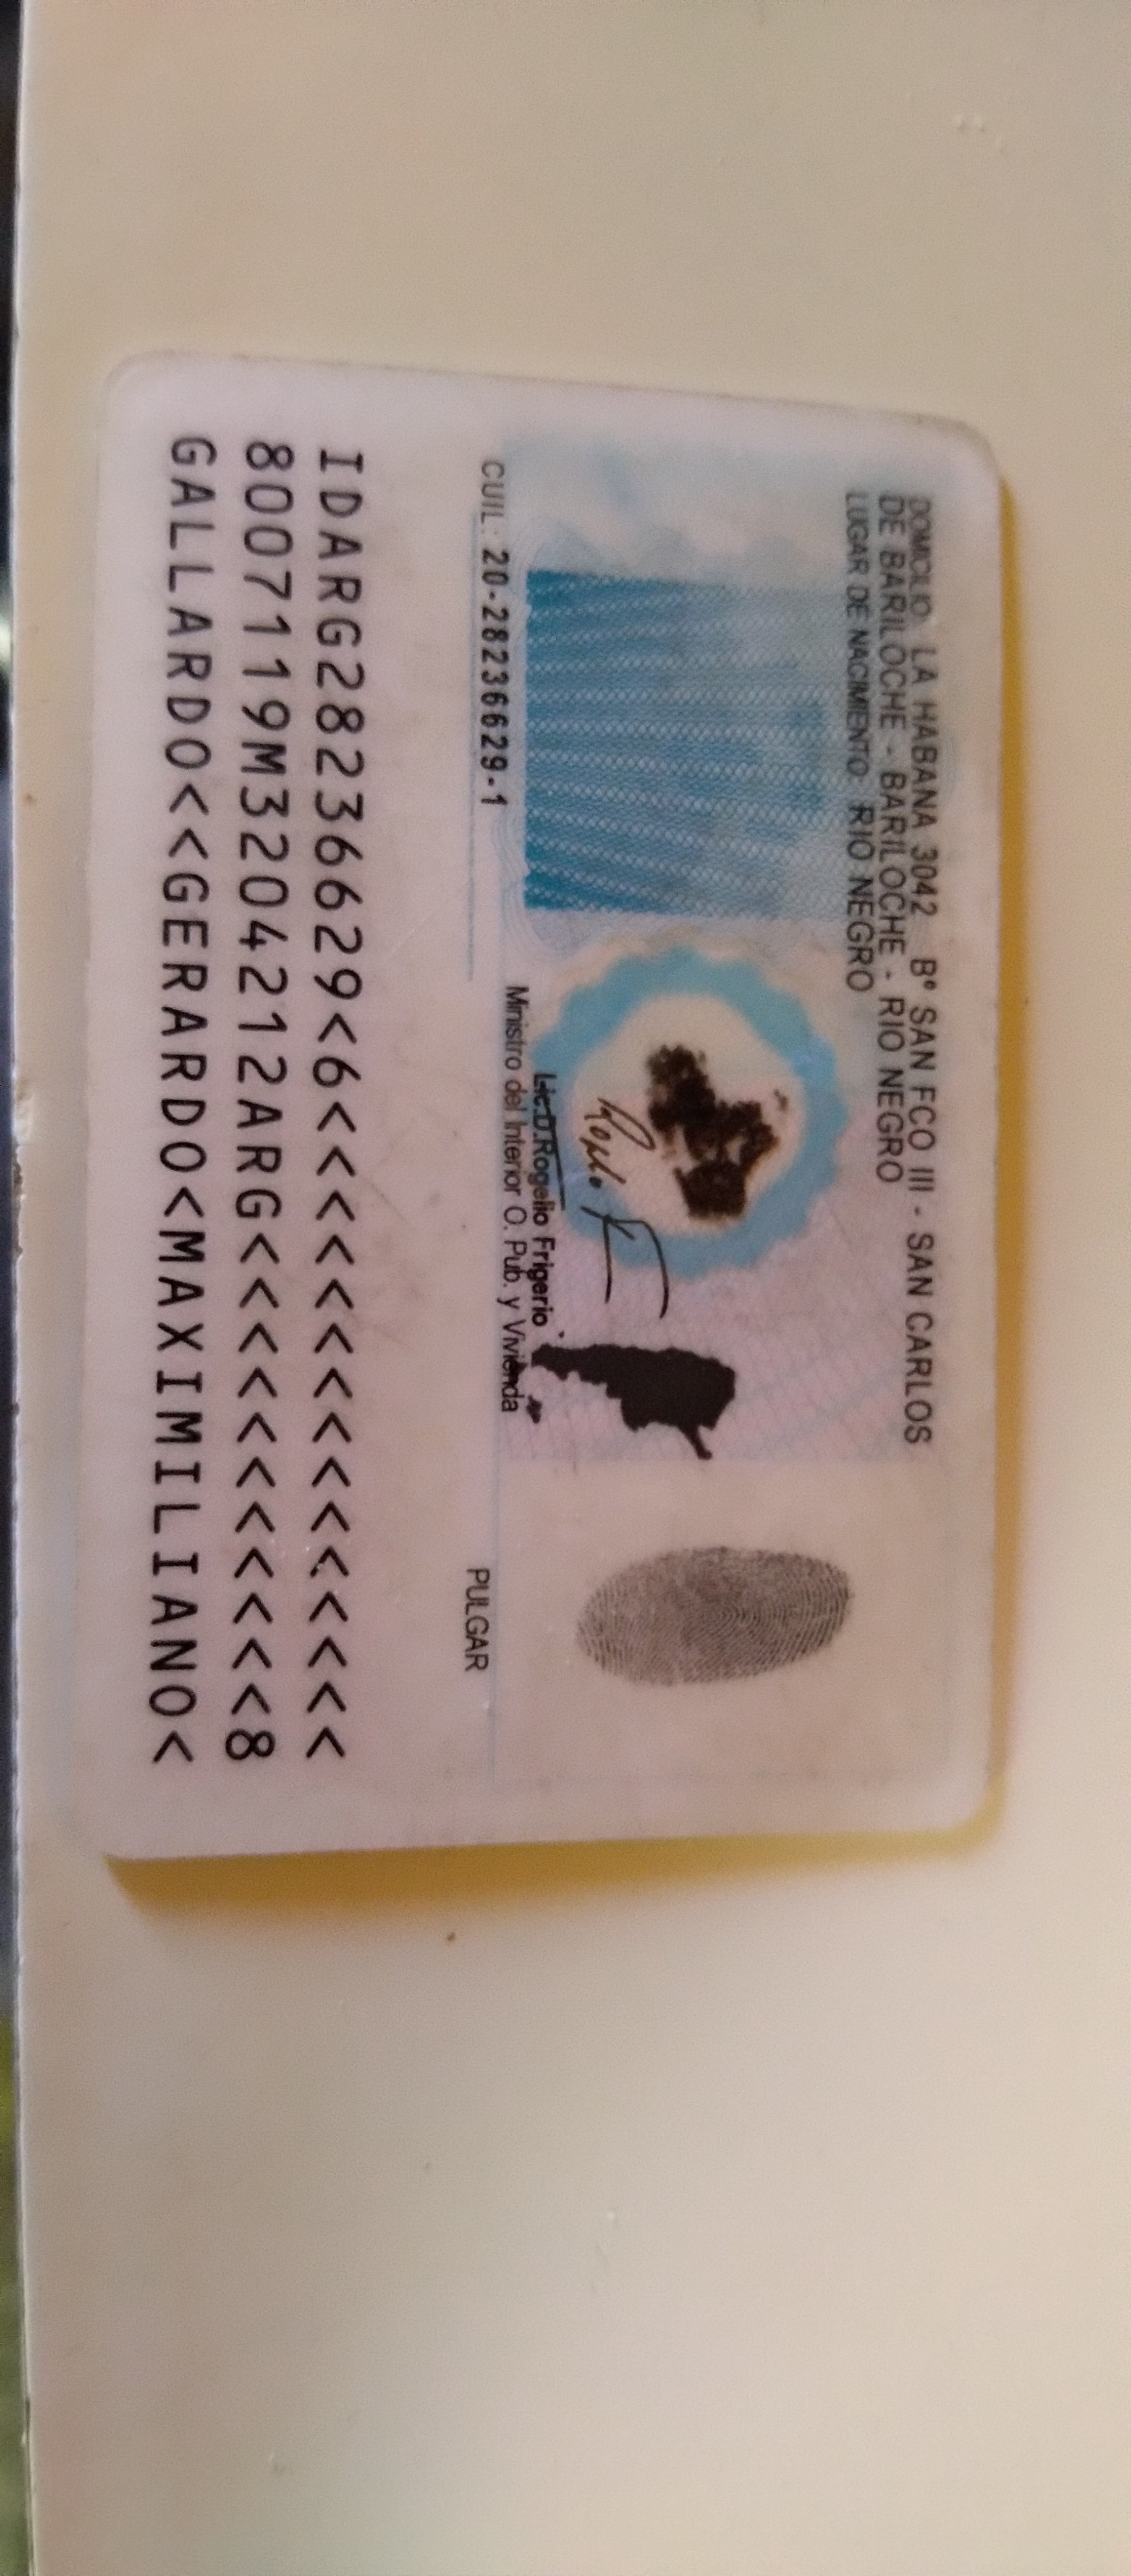 DOMICILIO: LA HABANA 3042 Bº SAN FCO III - SAN CARLOS
DE BARILOCHE - BARILOCHE - RIO NEGRO
LUGAR DE NACIMIENTO: RIO NEGRO
Lic.D.Rogelio Frigerio
Ministro del Interior O. Pub. y Vivienda
CUIL: 20-28236629-1
PULGAR
IDARG28236629<6<<<<<<<<<<<<<<<
8007119M3204212ARG<<<<<<<<<<<8
GALLARDO<<GERARDO<MAXIMILIANO<